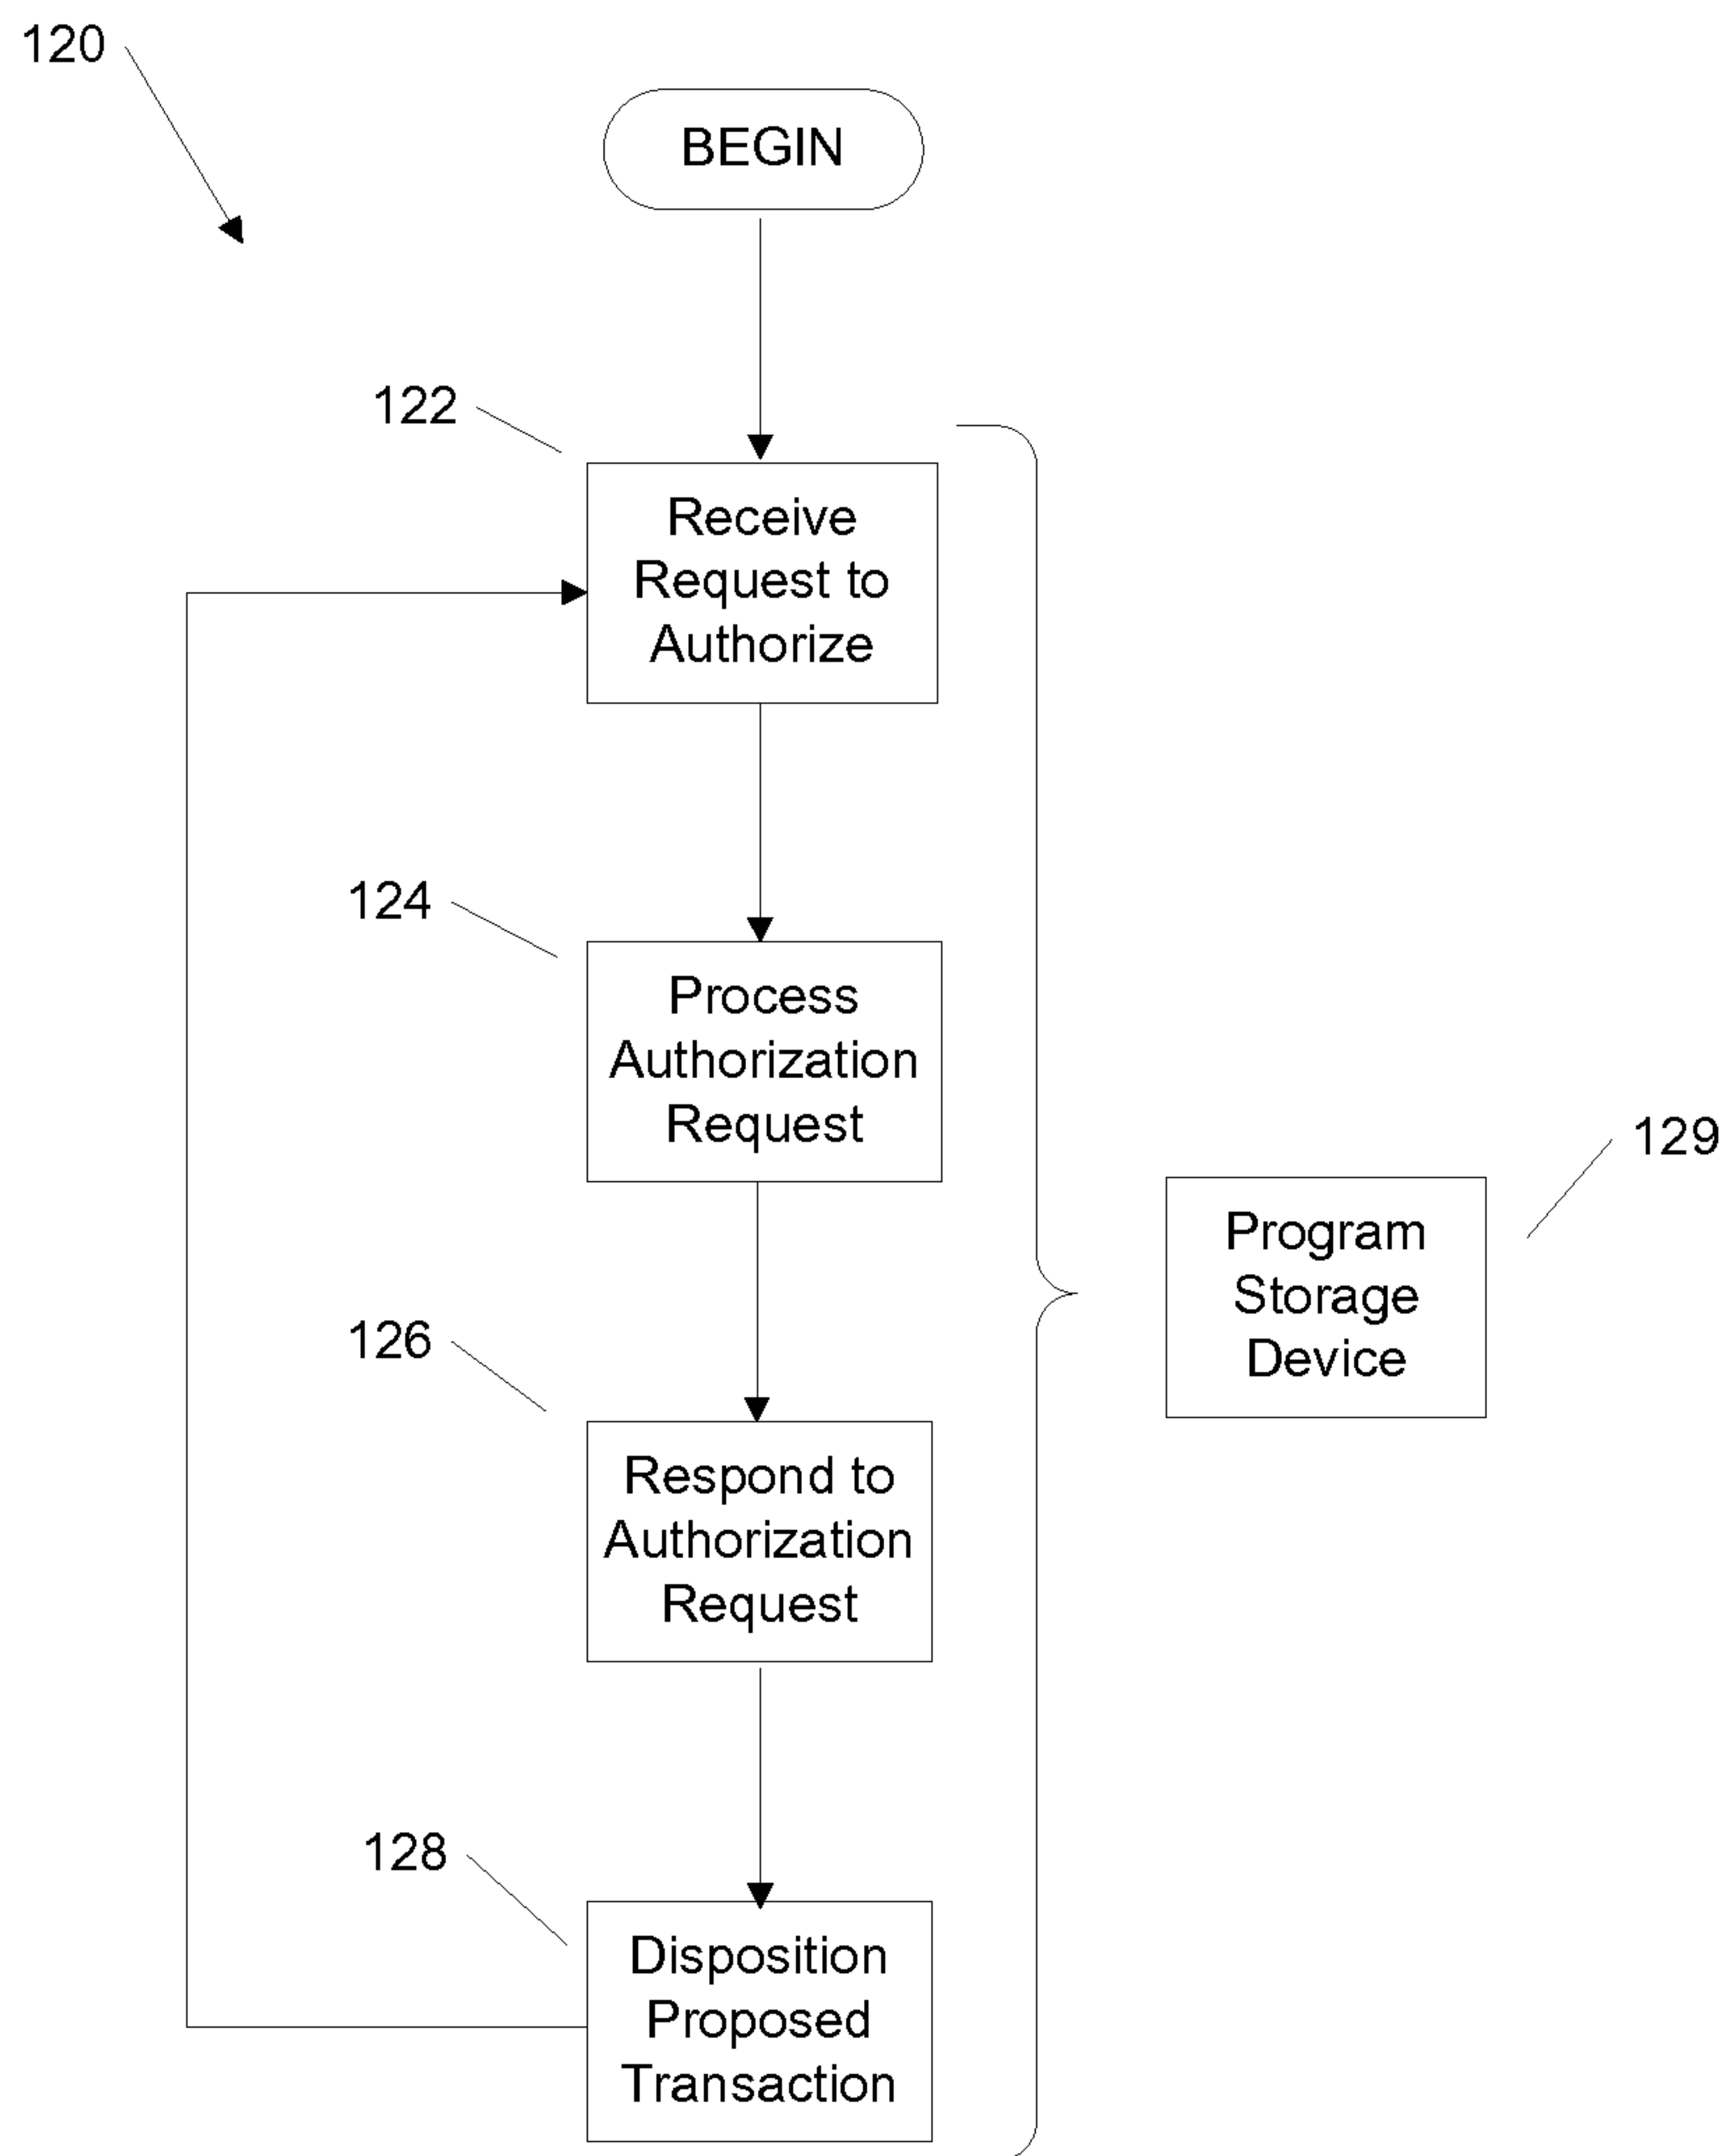 120
BEGIN
122
Receive
Request to
Authorize
124
Process
Authorization
Request
129
Program
Storage
Device
126
Respond to
Authorization
Request
128
Disposition
Proposed
Transaction